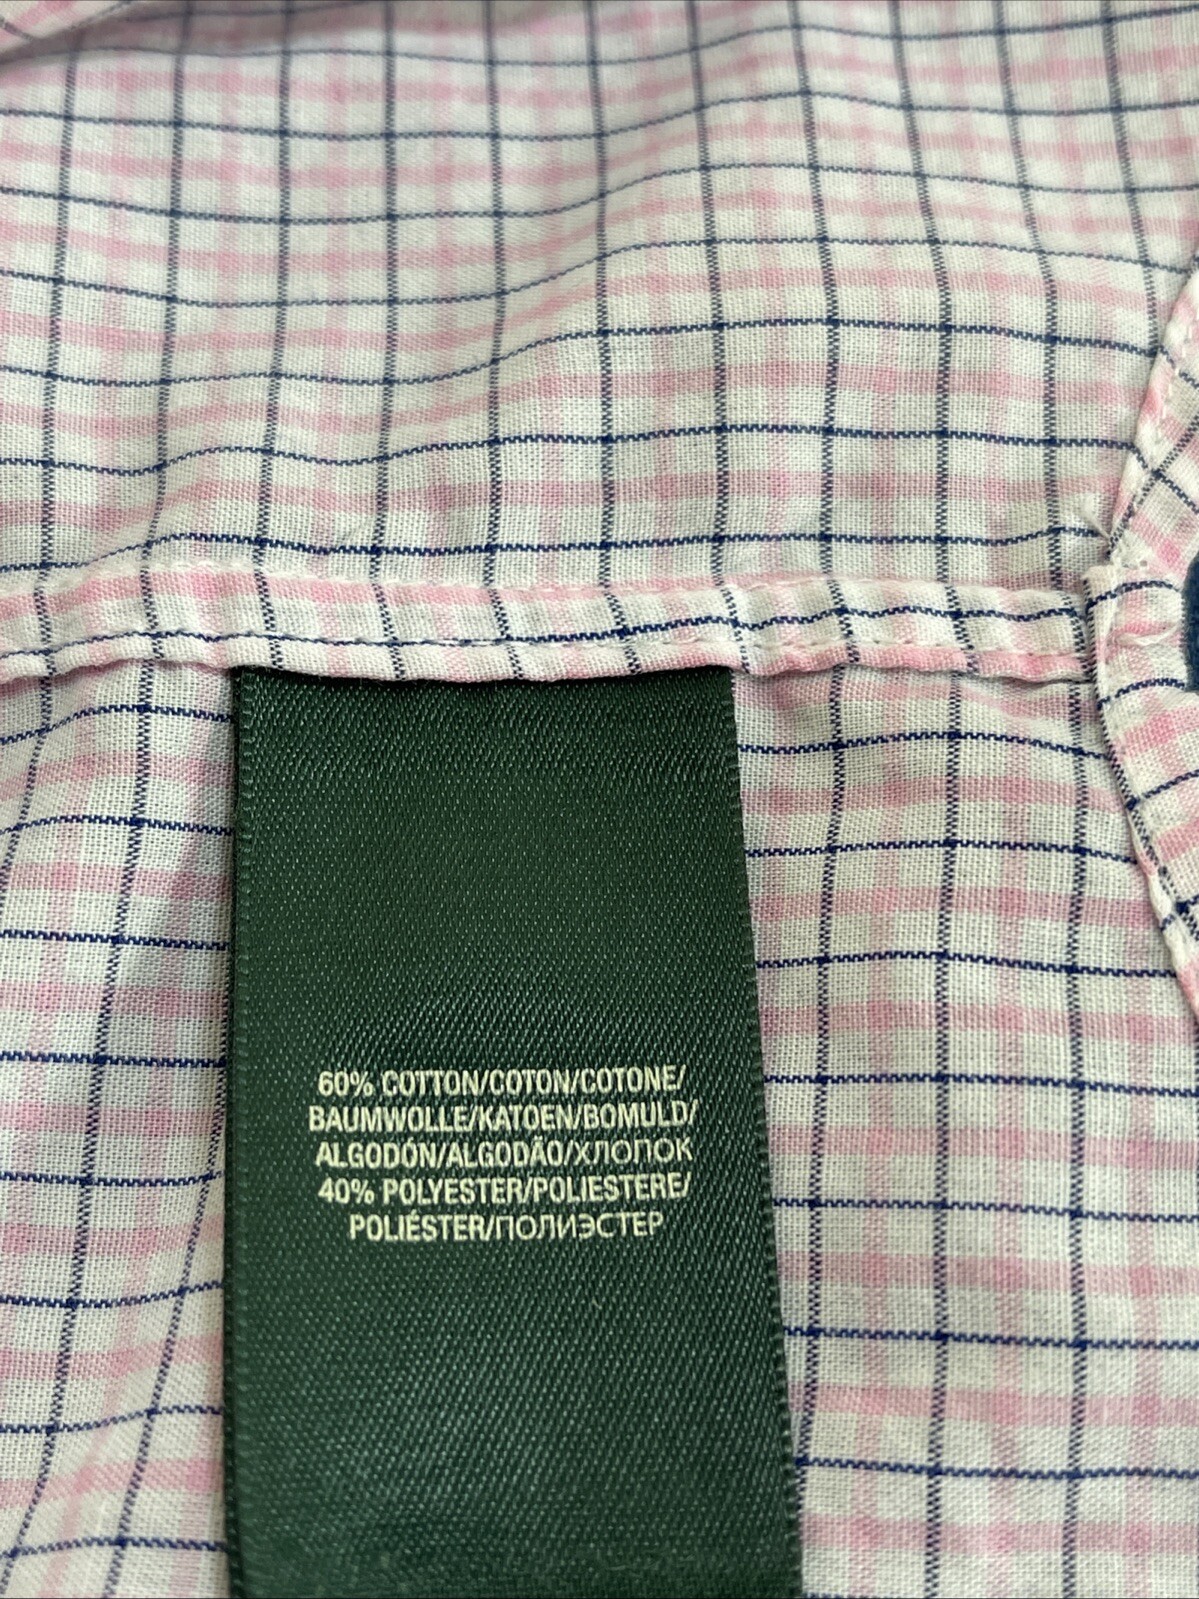 60% COTTON/COTON/COTONE/
BAUMWOLLE/KATOEN/BOMULD/
ALGODÓN/ALGODÃO/ХЛОПОК
40% POLYESTER/POLIESTERE/
POLIÉSTER/ПОЛИЭСТЕР